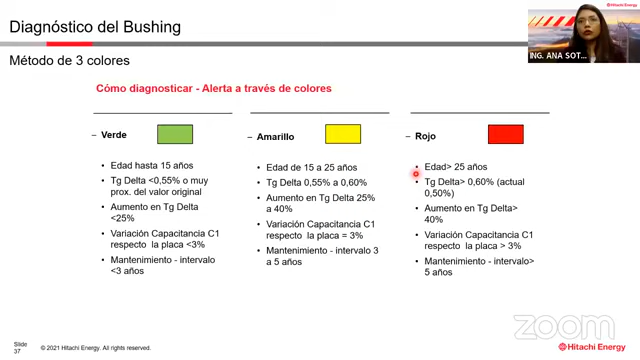 Diagnóstico del Bushing
Método de 3 colores
Cómo diagnosticar - Alerta a través de colores
– Verde
• Edad hasta 15 años
• Tg Delta <0,55% o muy
prox. del valor original
• Aumento en Tg Delta
<25%
• Variación Capacitancia C1
respecto la placa <3%
• Mantenimiento - intervalo
<3 años
– Amarillo
• Edad de 15 a 25 años
• Tg Delta 0,55% a 0,60%
• Aumento en Tg Delta 25%
a 40%
• Variación Capacitancia C1
respecto la placa = 3%
• Mantenimiento - intervalo 3
a 5 años
– Rojo
• Edad> 25 años
• Tg Delta> 0,60% (actual
0,50%)
• Aumento en Tg Delta>
40%
• Variación Capacitancia C1
respecto la placa > 3%
• Mantenimiento - intervalo>
5 años
Hitachi Energy
ING. ANA SOT...
Slide
37
© 2021 Hitachi Energy. All rights reserved.
zoom
Hitachi Energy